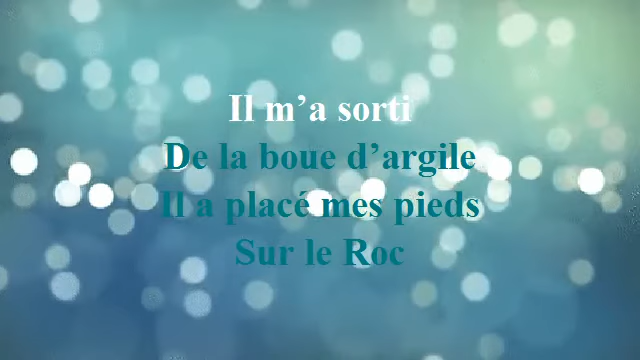 Il m’a sorti
De la boue d’argile
Il a placé mes pieds
Sur le Roc